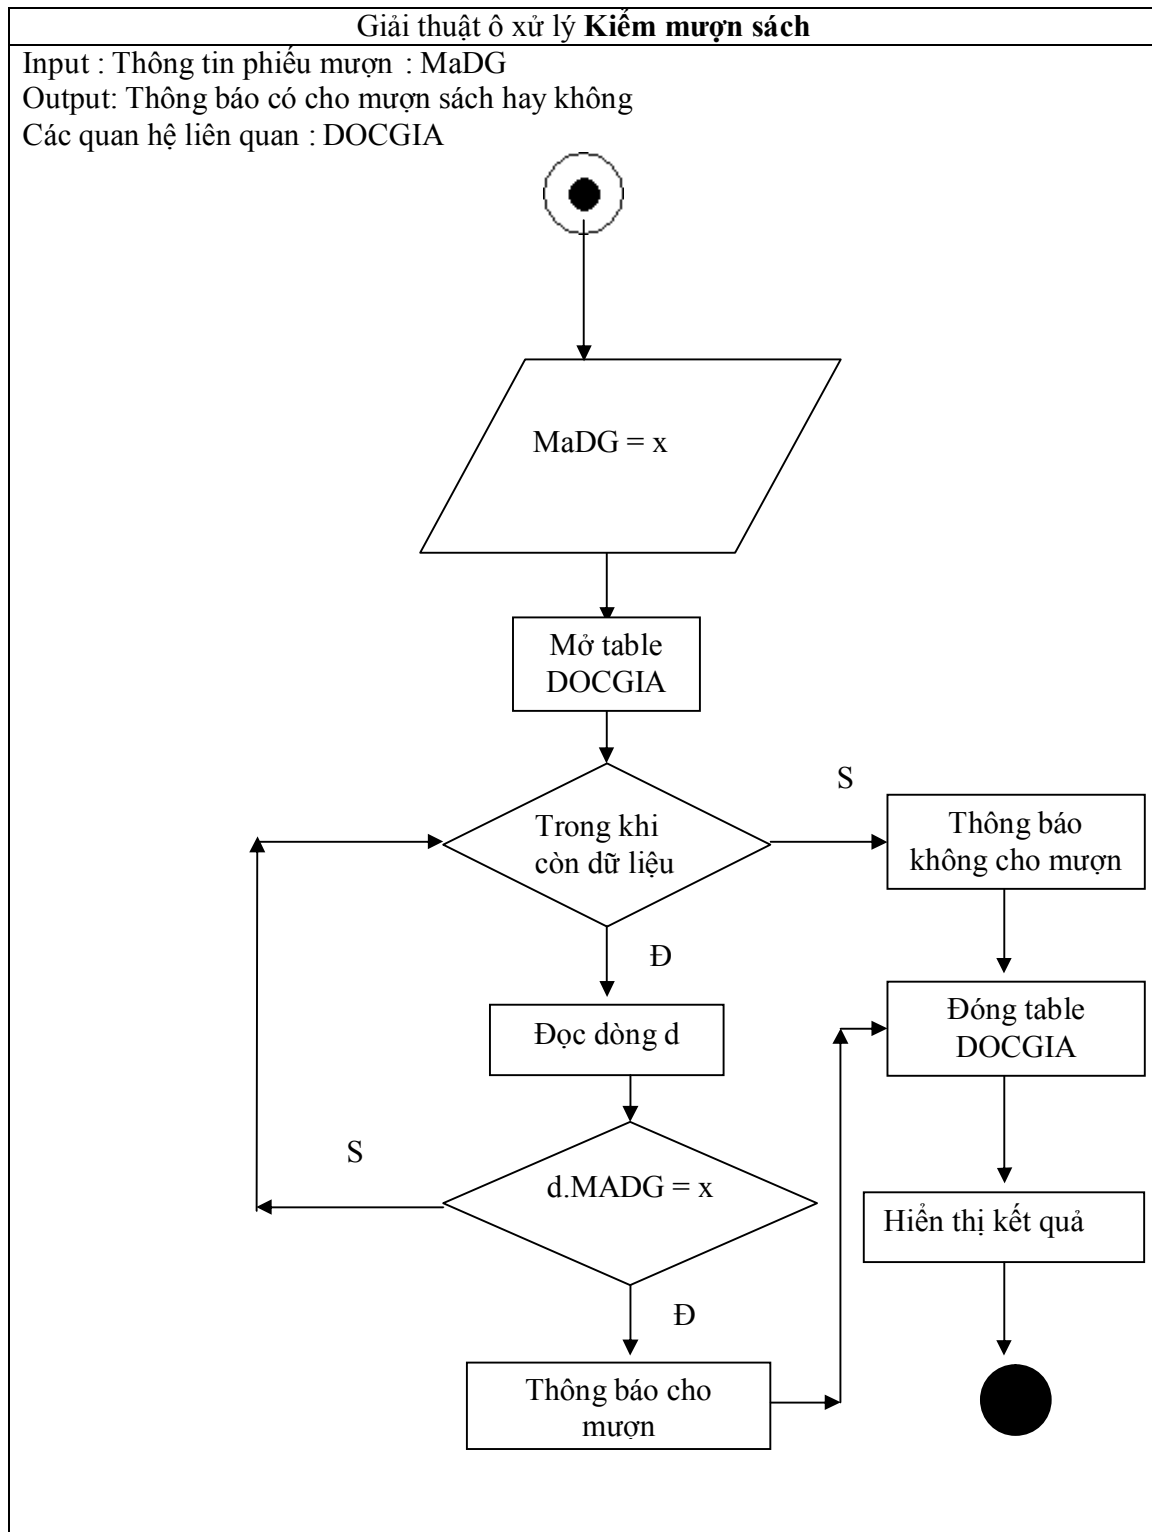 Giải thuật ô xử lý Kiểm mượn sách
Input : Thông tin phiếu mượn : MaDG
Output: Thông báo có cho mượn sách hay không
Các quan hệ liên quan : DOCGIA
MaDG = x
Mở table
DOCGIA
Trong khi
còn dữ liệu
S
Thông báo
không cho mượn
Đ
Đọc dòng d
Đóng table
DOCGIA
S
d.MADG = x
Hiển thị kết quả
Đ
Thông báo cho
mượn